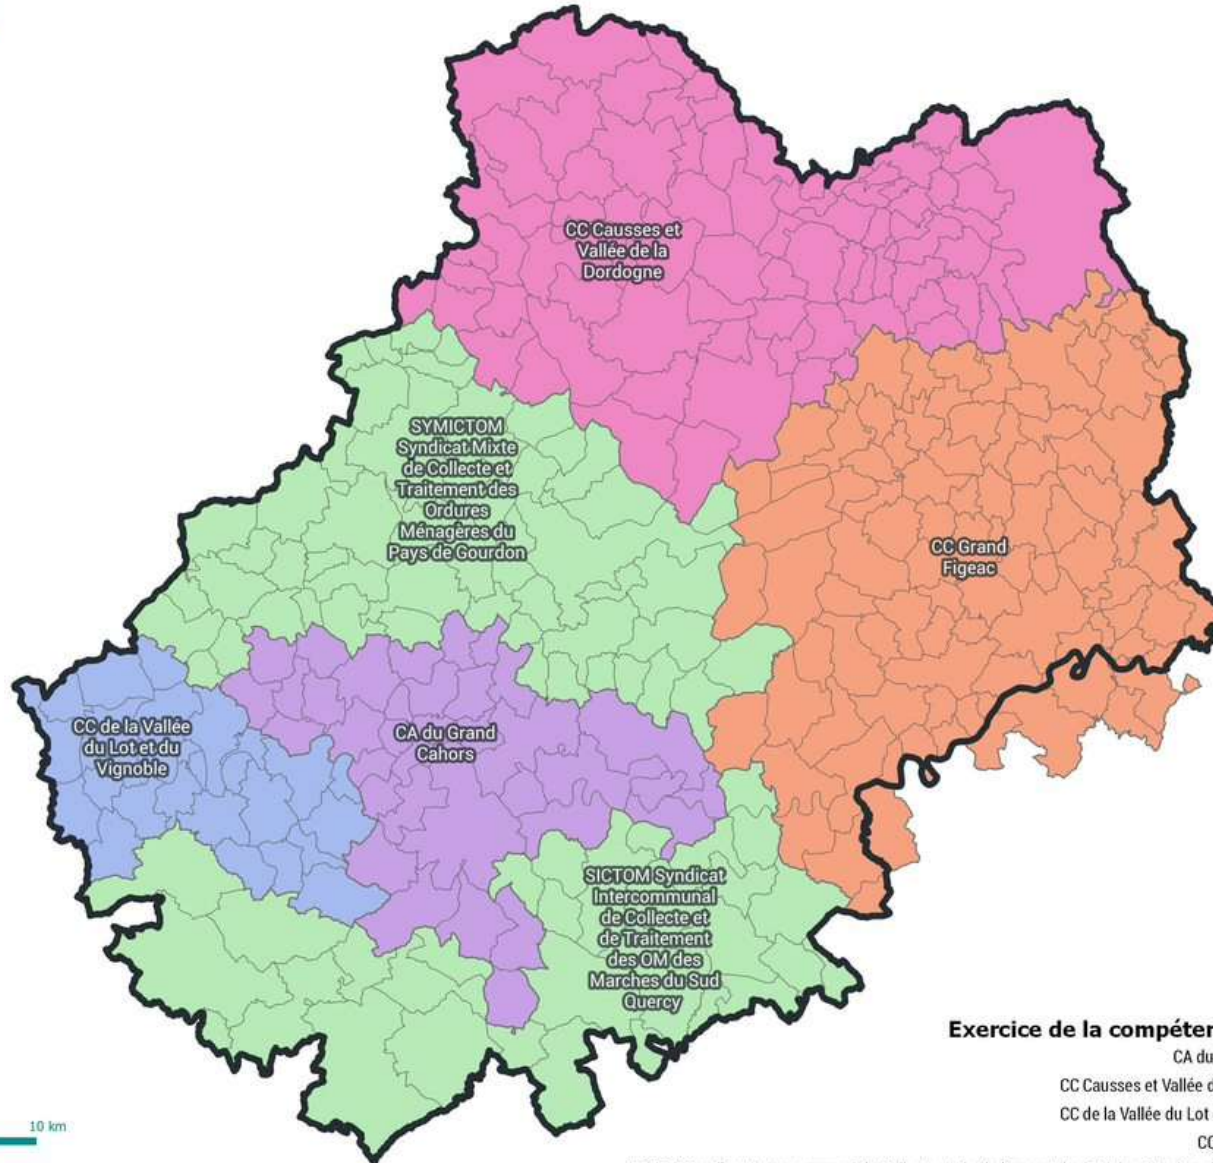 CC Causses et
Vallée de la
Dordogne
SYMICTOM
Syndicat Mixte
de Collecte et
Traitement des
Ordures
Ménagères du
Pays de Gourdon
CC Grand
Figeac
CC de la Vallée
du Lot et du
Vignoble
CA du Grand
Cahors
SICTOM Syndicat
Intercommunal
de Collecte et
de Traitement
des OM des
Marches du Sud
Quercy
Exercice de la compéten
CA du
CC Causses et Vallée d
CC de la Vallée du Lot
CC
10 km